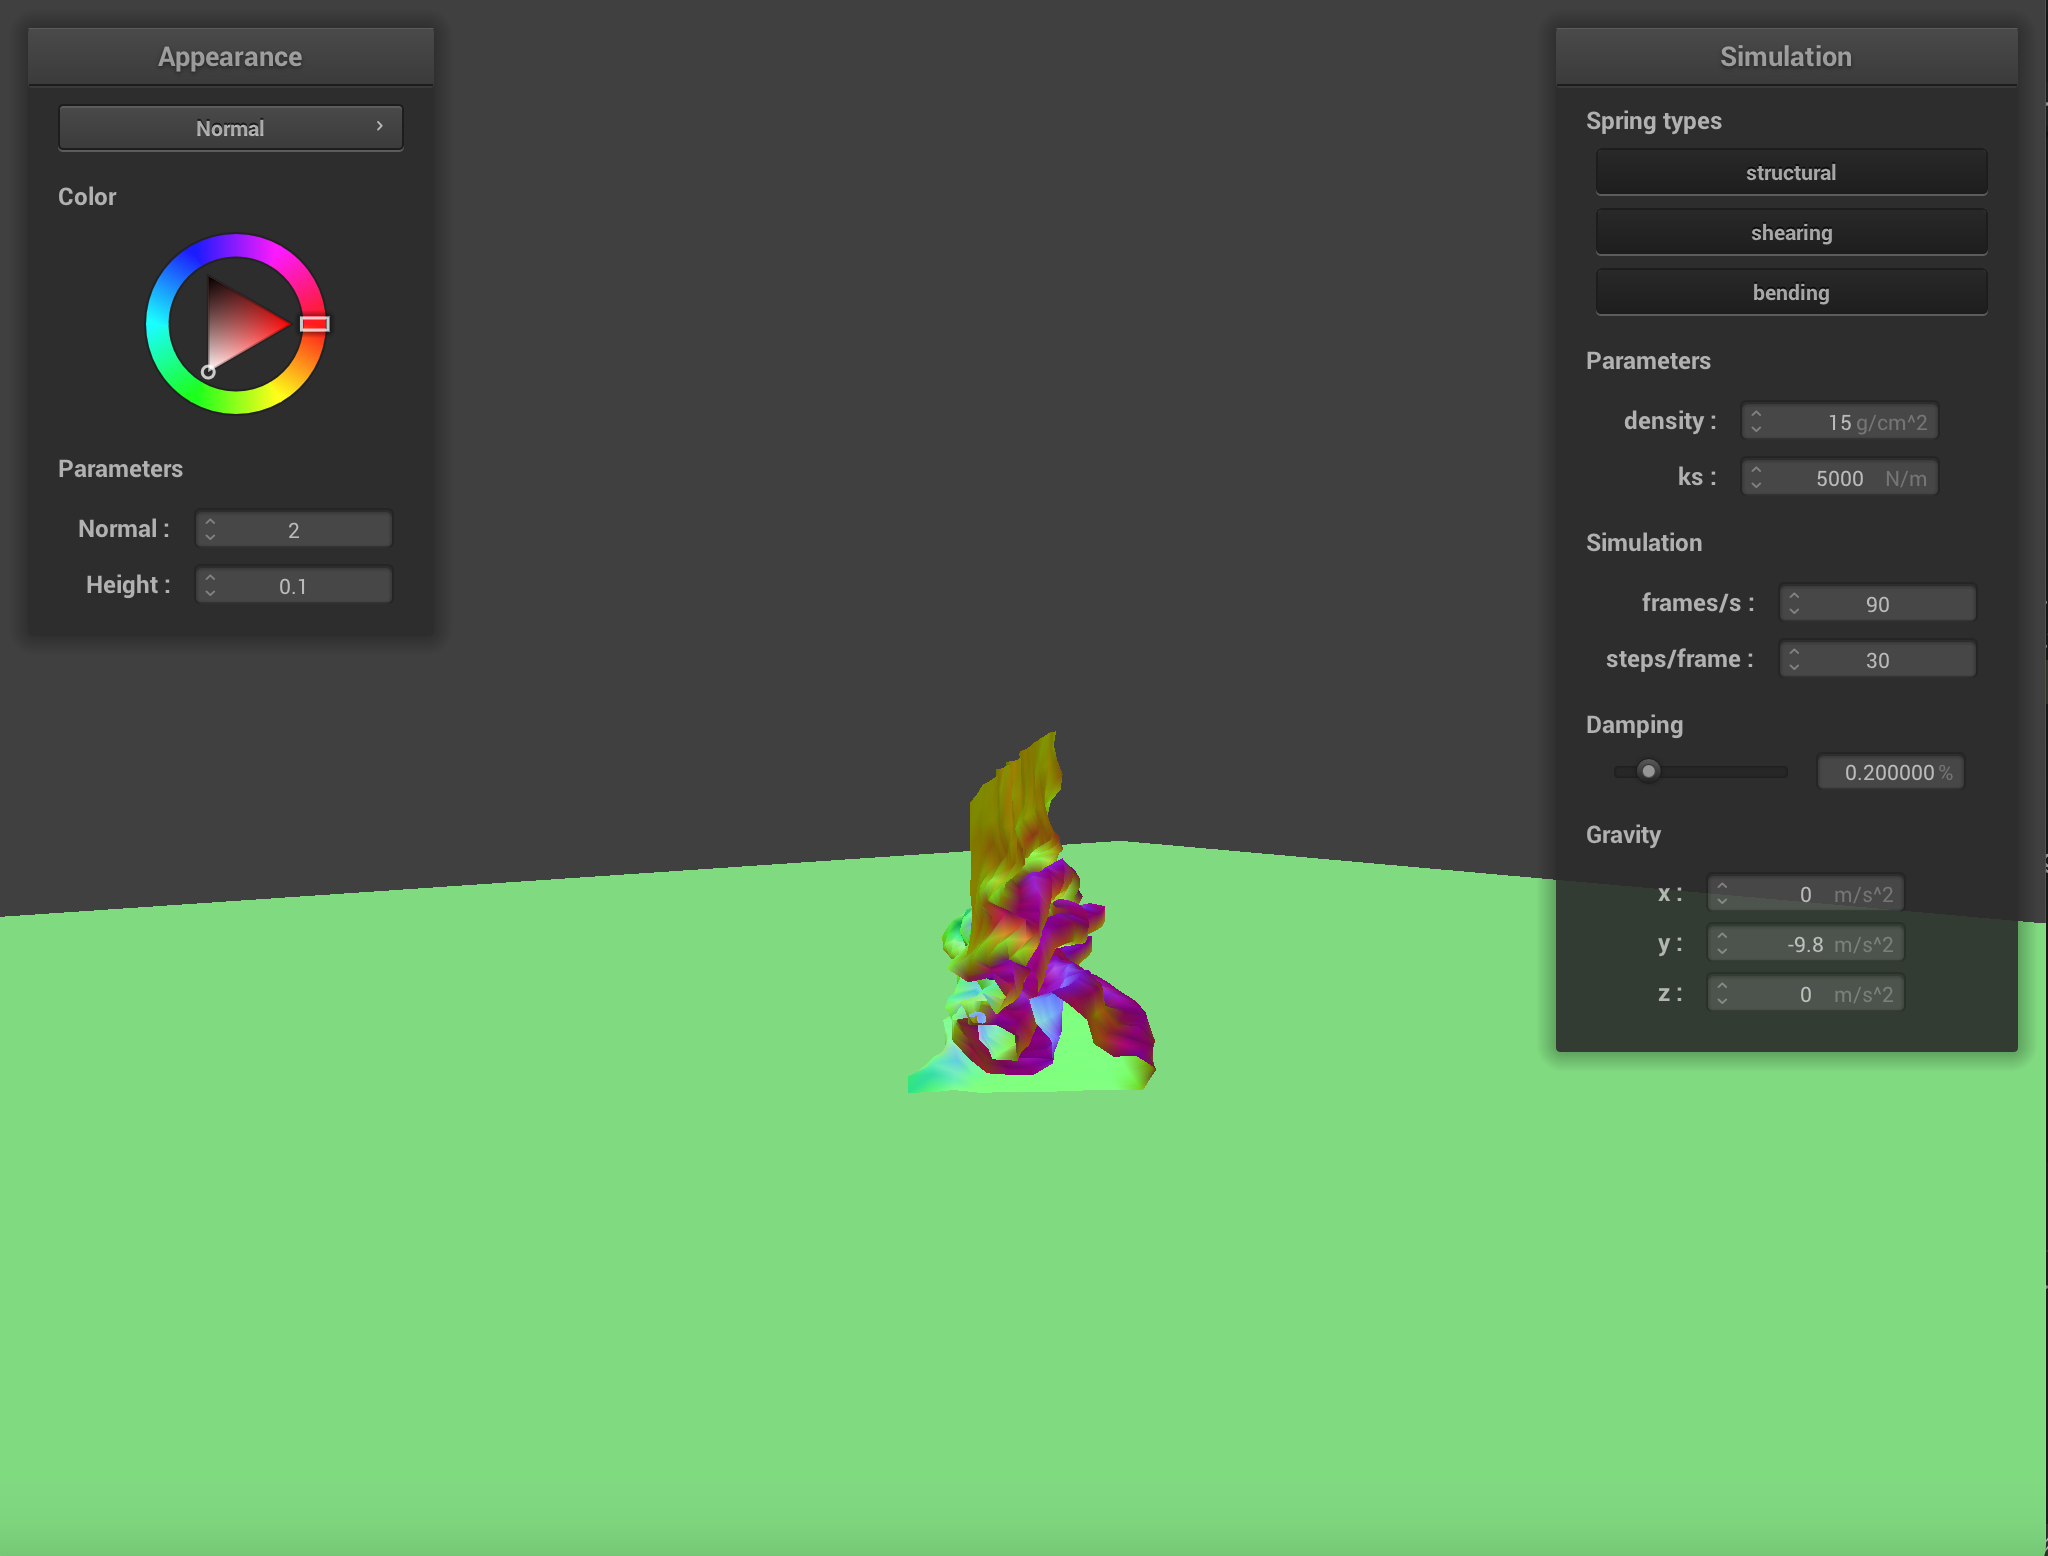 Appearance
Normal
Color
Parameters
Normal : 2
Height : 0.1
Simulation
Spring types
structural
shearing
bending
Parameters
density : 15 g/cm^2
ks : 5000 N/m
Simulation
frames/s : 90
steps/frame : 30
Damping
0.200000 %
Gravity
x : 0 m/s^2
y : -9.8 m/s^2
z : 0 m/s^2